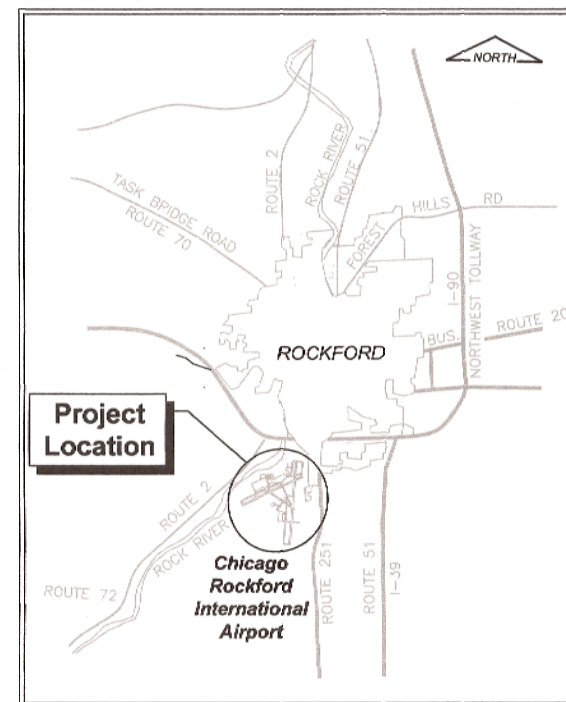 NORTH
ROUTE 2
ROCK RIVER
ROUTE 51
TASK BRIDGE ROAD
ROUTE 70
FOREST HILLS RD
I-90
NORTHWEST TOLLWAY
BUS. ROUTE 20
ROCKFORD
Project
Location
ROUTE 2
ROCK RIVER
ROUTE 72
Chicago
Rockford
International
Airport
ROUTE 251
ROUTE 51
I-39